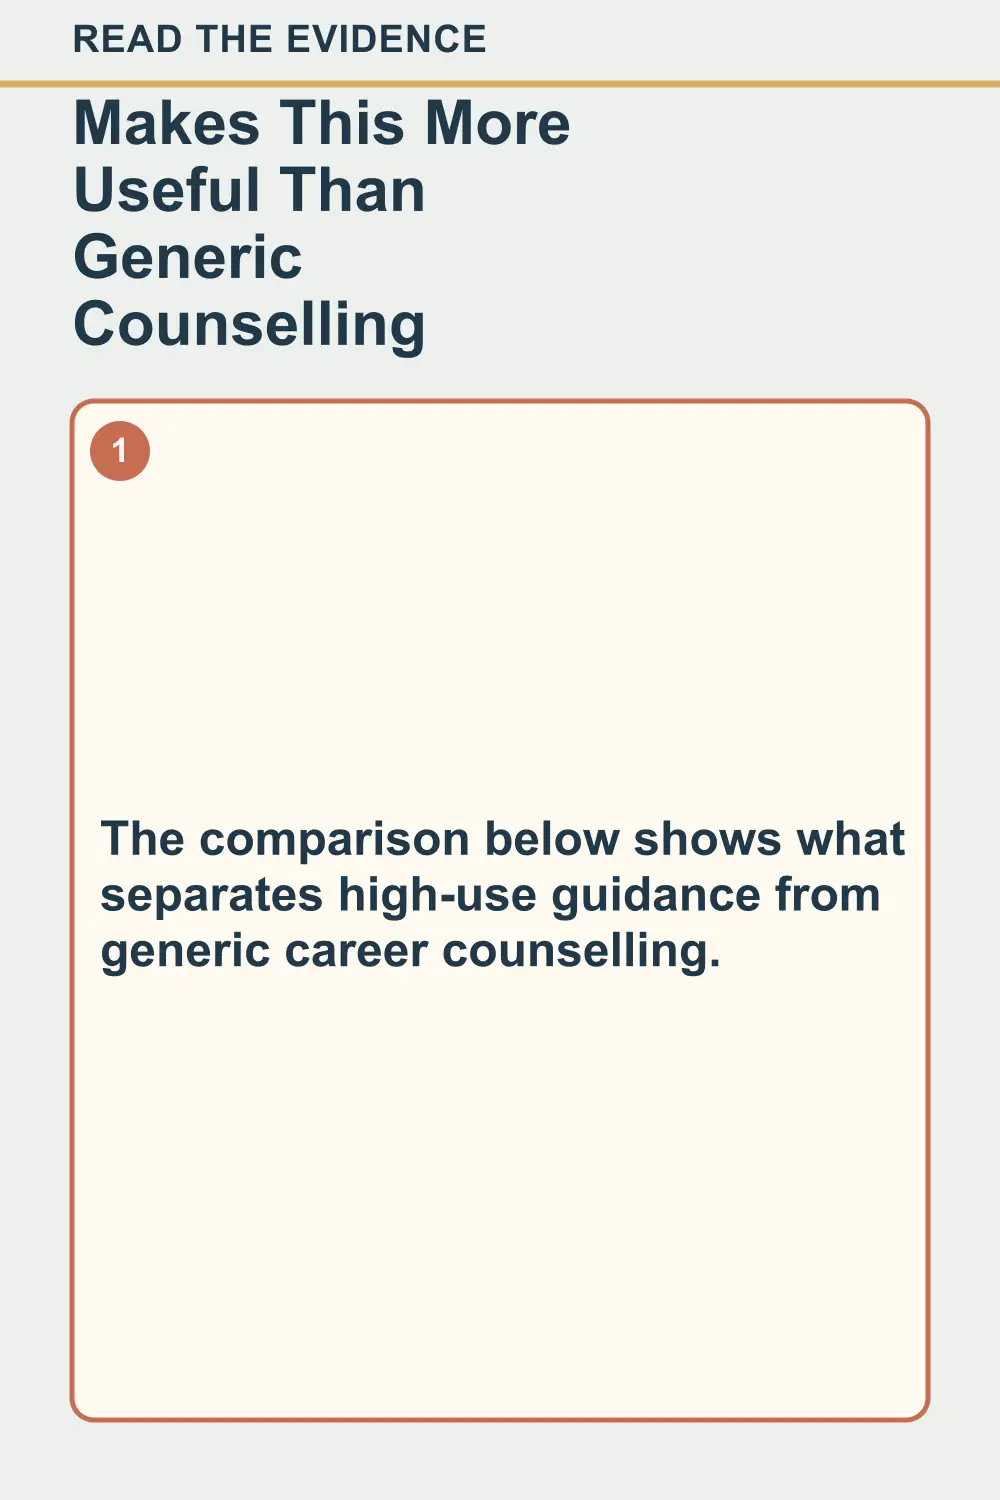 READ THE EVIDENCE
Makes This More
Useful Than
Generic
Counselling
1
The comparison below shows what
separates high-use guidance from
generic career counselling.